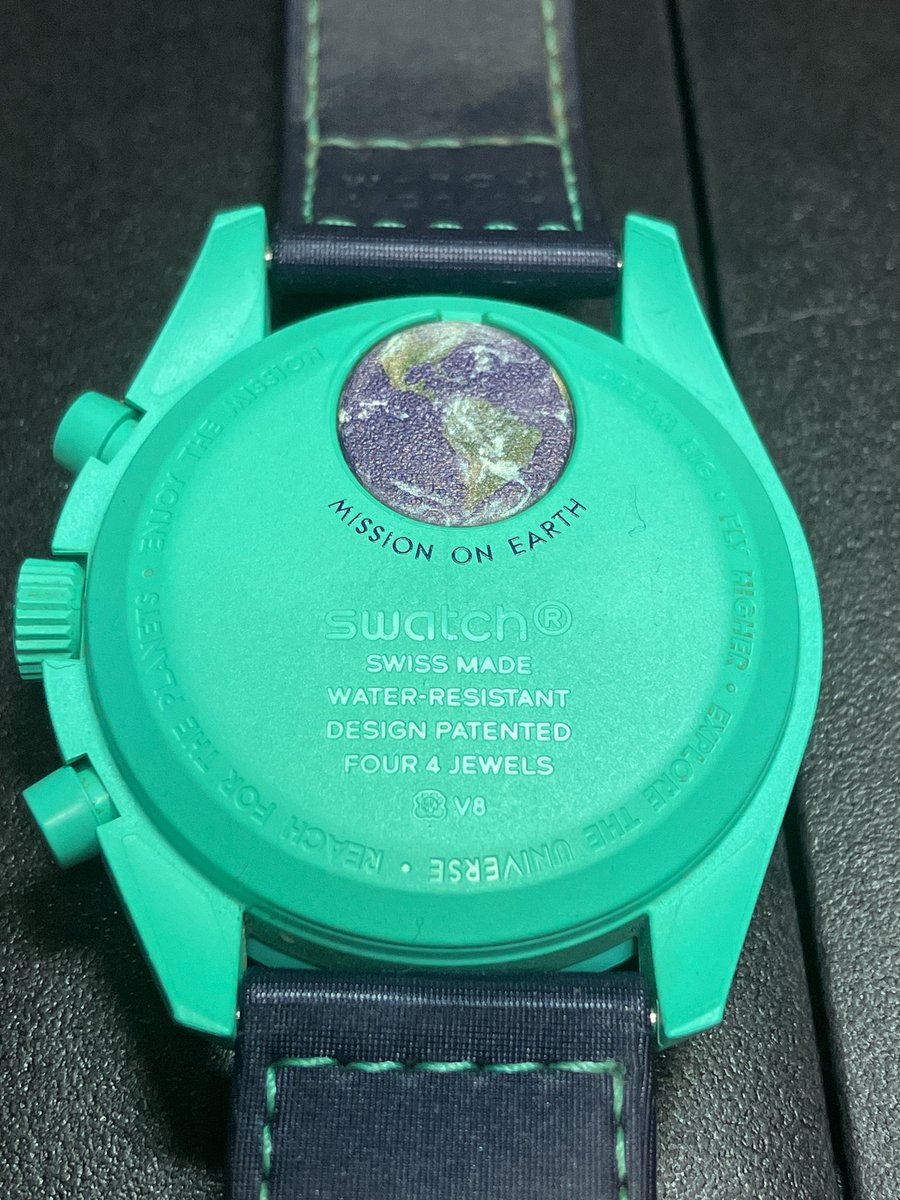 MISSION ON EARTH
swatch®
SWISS MADE
WATER-RESISTANT
DESIGN PATENTED
FOUR 4 JEWELS
V8
DREAM BIG • FLY HIGHER • EXPLORE THE UNIVERSE • REACH FOR THE PLANETS • ENJOY THE MISSION